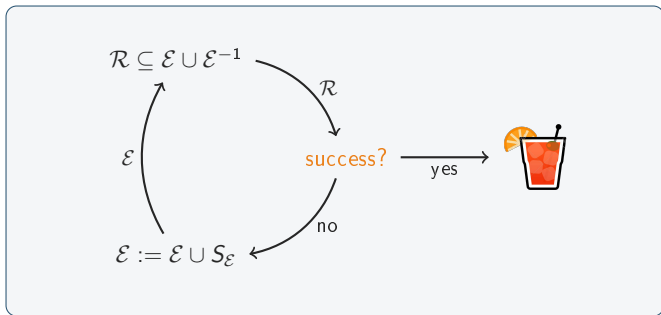 ℛ ⊆ ℰ ∪ ℰ⁻¹
ℛ
ℰ
success?
yes
no
ℰ := ℰ ∪ S_ℰ